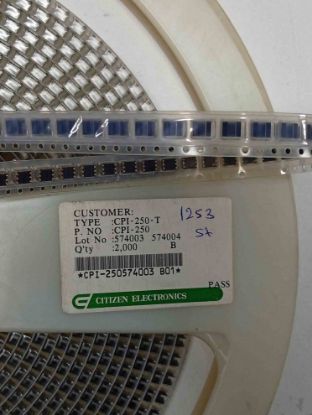 CUSTOMER:
TYPE :CPI-250-T
P. NO :CPI-250
Lot No :574003 574004
Q'ty :2,000 B
*CPI-250574003 B01*
PASS
CITIZEN ELECTRONICS
1253